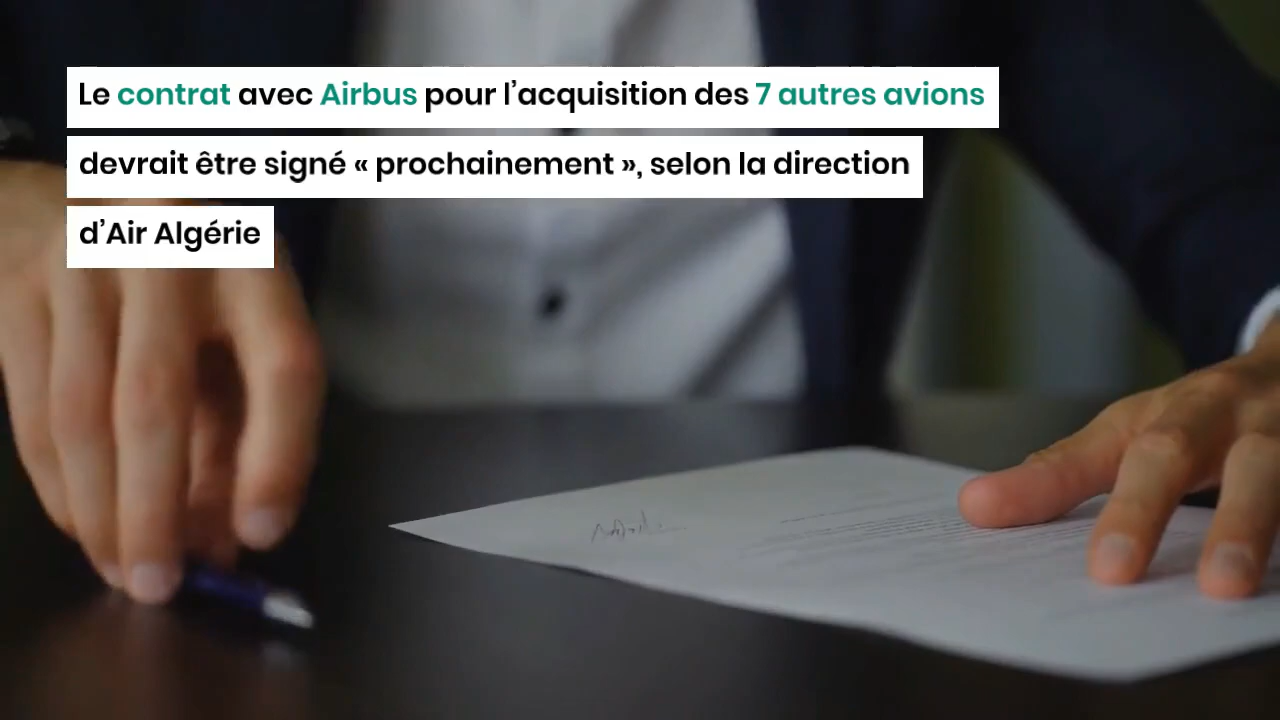 Le contrat avec Airbus pour l’acquisition des 7 autres avions
devrait être signé « prochainement », selon la direction
d’Air Algérie